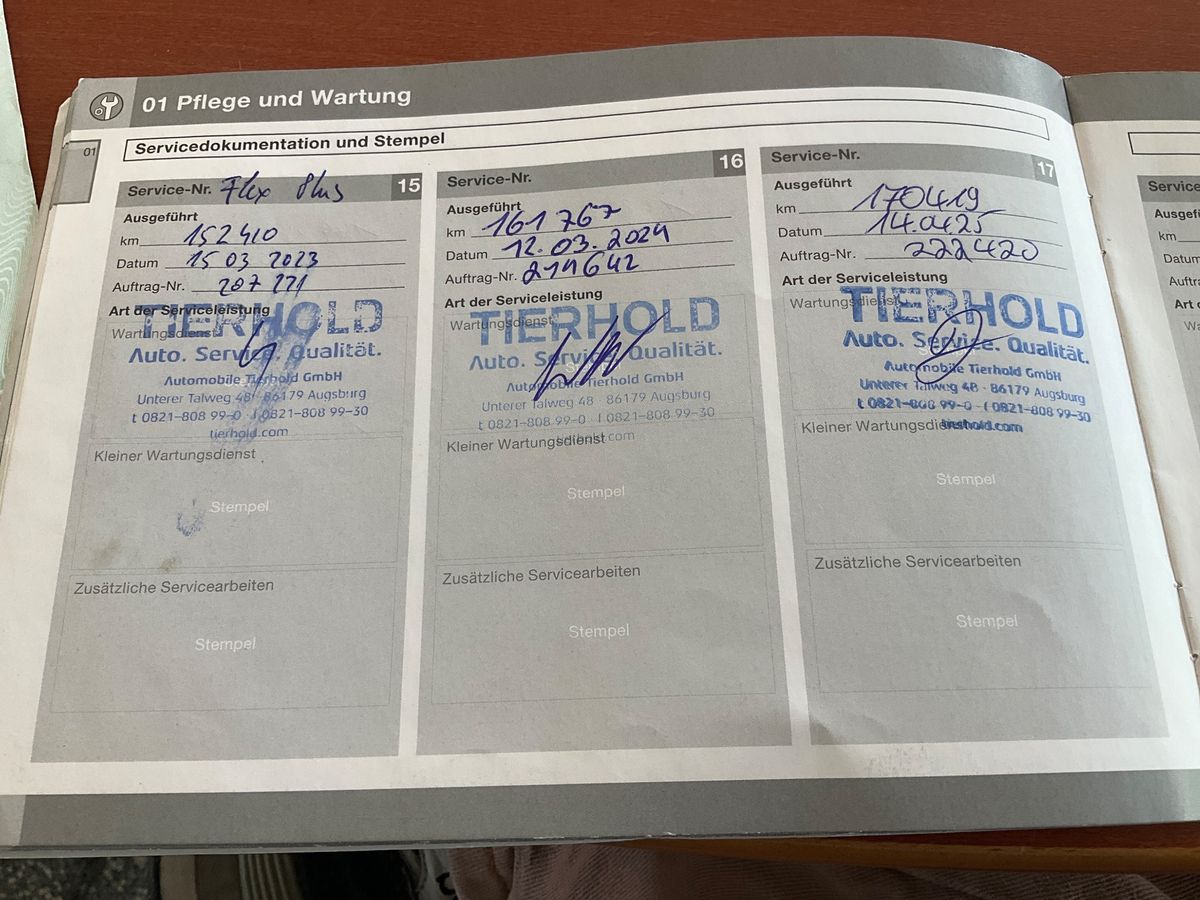 01 Pflege und Wartung
01
Servicedokumentation und Stempel
Service-Nr. Flex Plus 15
Ausgeführt
km 152410
Datum 15 03 2023
Auftrag-Nr. 207 221
Art der Serviceleistung
Wartungsdienst
TIERHOLD
Auto. Service. Qualität.
Automobile Tierhold GmbH
Unterer Talweg 48 · 86179 Augsburg
t 0821–808 99–0 · f 0821–808 99–30
tierhold.com
Kleiner Wartungsdienst
Stempel
Zusätzliche Servicearbeiten
Stempel
Service-Nr. 16
Ausgeführt
km 161 767
Datum 12.03.2024
Auftrag-Nr. 214642
Art der Serviceleistung
Wartungsdienst
TIERHOLD
Auto. Service. Qualität.
Automobile Tierhold GmbH
Unterer Talweg 48 · 86179 Augsburg
t 0821–808 99–0 · f 0821–808 99–30
Kleiner Wartungsdienst
Stempel
Zusätzliche Servicearbeiten
Stempel
Service-Nr. 17
Ausgeführt
km 170419
Datum 14.04.25
Auftrag-Nr. 222420
Art der Serviceleistung
Wartungsdienst
TIERHOLD
Auto. Service. Qualität.
Automobile Tierhold GmbH
Unterer Talweg 48 · 86179 Augsburg
t 0821–808 99–0 · f 0821–808 99–30
tierhold.com
Kleiner Wartungsdienst
Stempel
Zusätzliche Servicearbeiten
Stempel
Service
Ausgef
km
Datum
Auftra
Art o